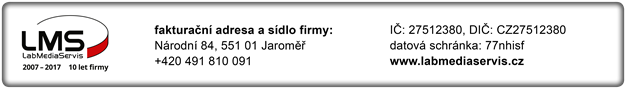 LMS
LabMediaServis
2007 – 2017 10 let firmy
fakturační adresa a sídlo firmy:
Národní 84, 551 01 Jaroměř
+420 491 810 091
IČ: 27512380, DIČ: CZ27512380
datová schránka: 77nhisf
www.labmediaservis.cz